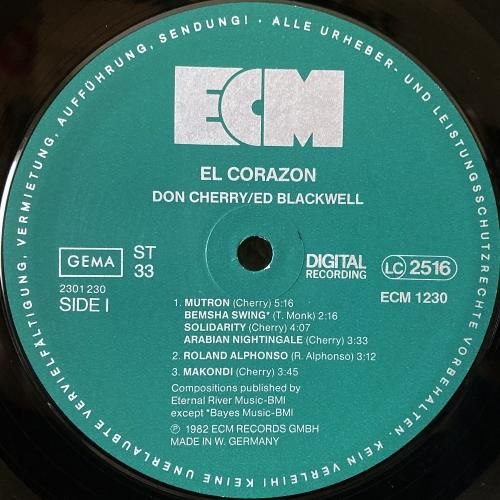 ALLE URHEBER- UND LEISTUNGSSCHUTZRECHTE VORBEHALTEN. KEIN VERLEIH! KEINE UNERLAUBTE VERVIELFÄLTIGUNG, VERMIETUNG, AUFFÜHRUNG, SENDUNG! ·
ECM
EL CORAZON
DON CHERRY/ED BLACKWELL
GEMA
ST
33
DIGITAL
RECORDING
LC 2516
2301 230
SIDE I
ECM 1230
1. MUTRON (Cherry) 5:16
BEMSHA SWING* (T. Monk) 2:16
SOLIDARITY (Cherry) 4:07
ARABIAN NIGHTINGALE (Cherry) 3:33
2. ROLAND ALPHONSO (R. Alphonso) 3:12
3. MAKONDI (Cherry) 3:45
Compositions published by
Eternal River Music-BMI
except *Bayes Music-BMI
℗ 1982 ECM RECORDS GMBH
MADE IN W. GERMANY